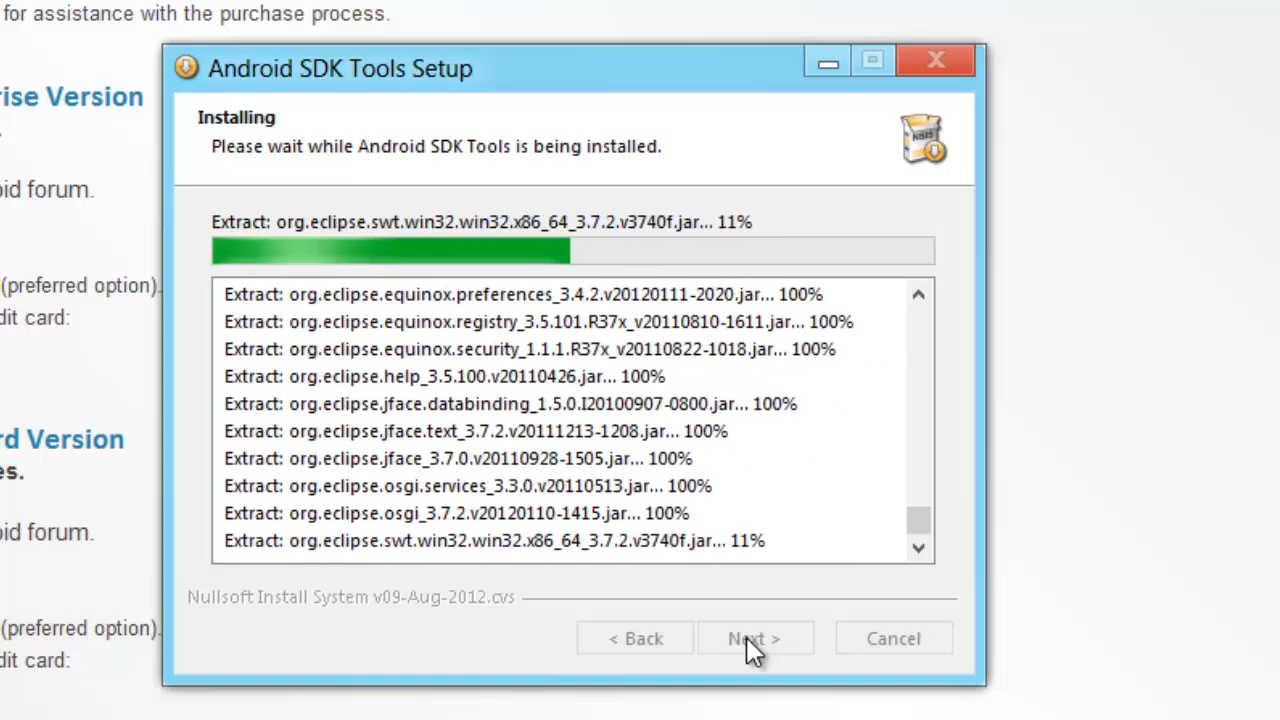 for assistance with the purchase process.
Android SDK Tools Setup
rise Version
Installing
Please wait while Android SDK Tools is being installed.
oid forum.
Extract: org.eclipse.swt.win32.win32.x86_64_3.7.2.v3740f.jar... 11%
(preferred option).
dit card:
Extract: org.eclipse.equinox.preferences_3.4.2.v20120111-2020.jar... 100%
Extract: org.eclipse.equinox.registry_3.5.101.R37x_v20110810-1611.jar... 100%
Extract: org.eclipse.equinox.security_1.1.1.R37x_v20110822-1018.jar... 100%
Extract: org.eclipse.help_3.5.100.v20110426.jar... 100%
Extract: org.eclipse.jface.databinding_1.5.0.I20100907-0800.jar... 100%
Extract: org.eclipse.jface.text_3.7.2.v20111213-1208.jar... 100%
Extract: org.eclipse.jface_3.7.0.v20110928-1505.jar... 100%
Extract: org.eclipse.osgi.services_3.3.0.v20110513.jar... 100%
Extract: org.eclipse.osgi_3.7.2.v20120110-1415.jar... 100%
Extract: org.eclipse.swt.win32.win32.x86_64_3.7.2.v3740f.jar... 11%
rd Version
es.
oid forum.
Nullsoft Install System v09-Aug-2012.cvs
(preferred option).
dit card:
< Back
Next >
Cancel